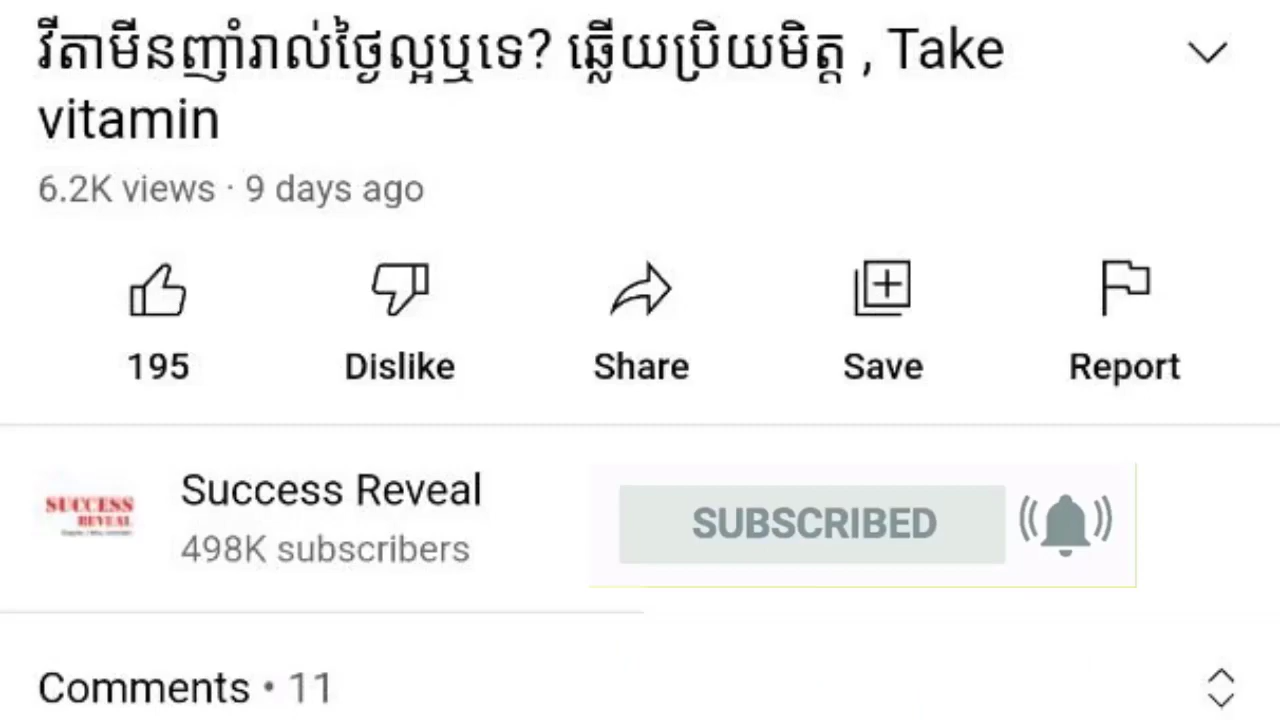 វីតាមីនញ៉ាំរាល់ថ្ងៃល្អឬទេ? ឆ្លើយប្រិយមិត្ត , Take
vitamin
6.2K views · 9 days ago
195 Dislike Share Save Report
SUCCESS
REVEAL
Success Reveal
498K subscribers
SUBSCRIBED
Comments • 11